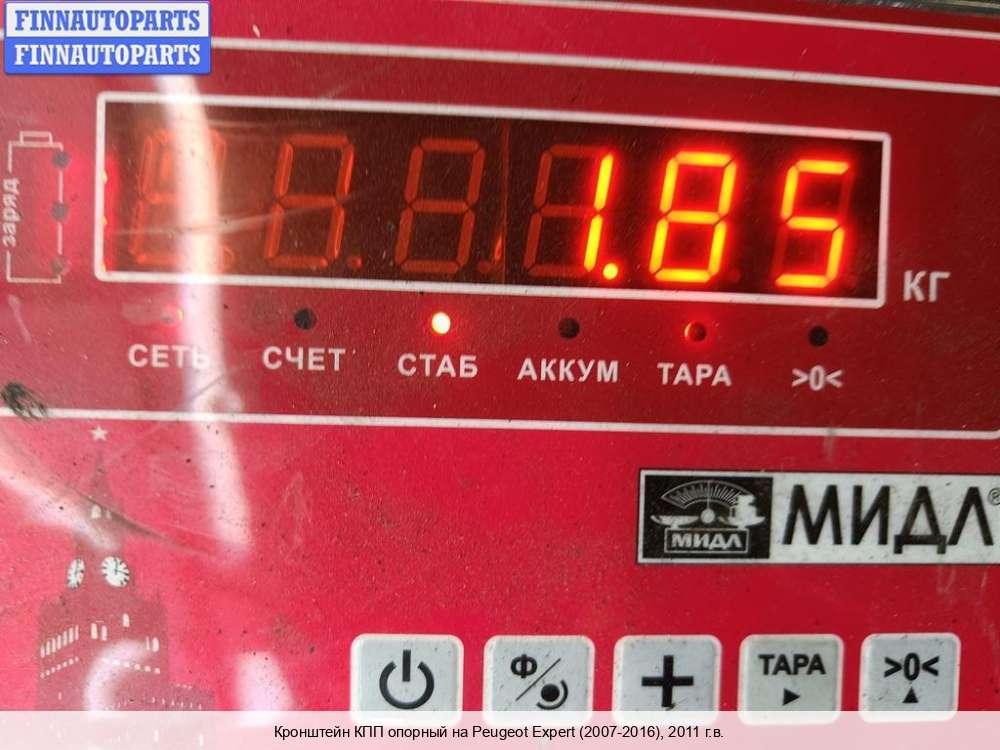 FINNAUTOPARTS
FINNAUTOPARTS
заряд
1.85
КГ
СЕТЬ СЧЕТ СТАБ АККУМ ТАРА >0<
МИДЛ МИДЛ®
Ф ТАРА >0<
Кронштейн КПП опорный на Peugeot Expert (2007-2016), 2011 г.в.